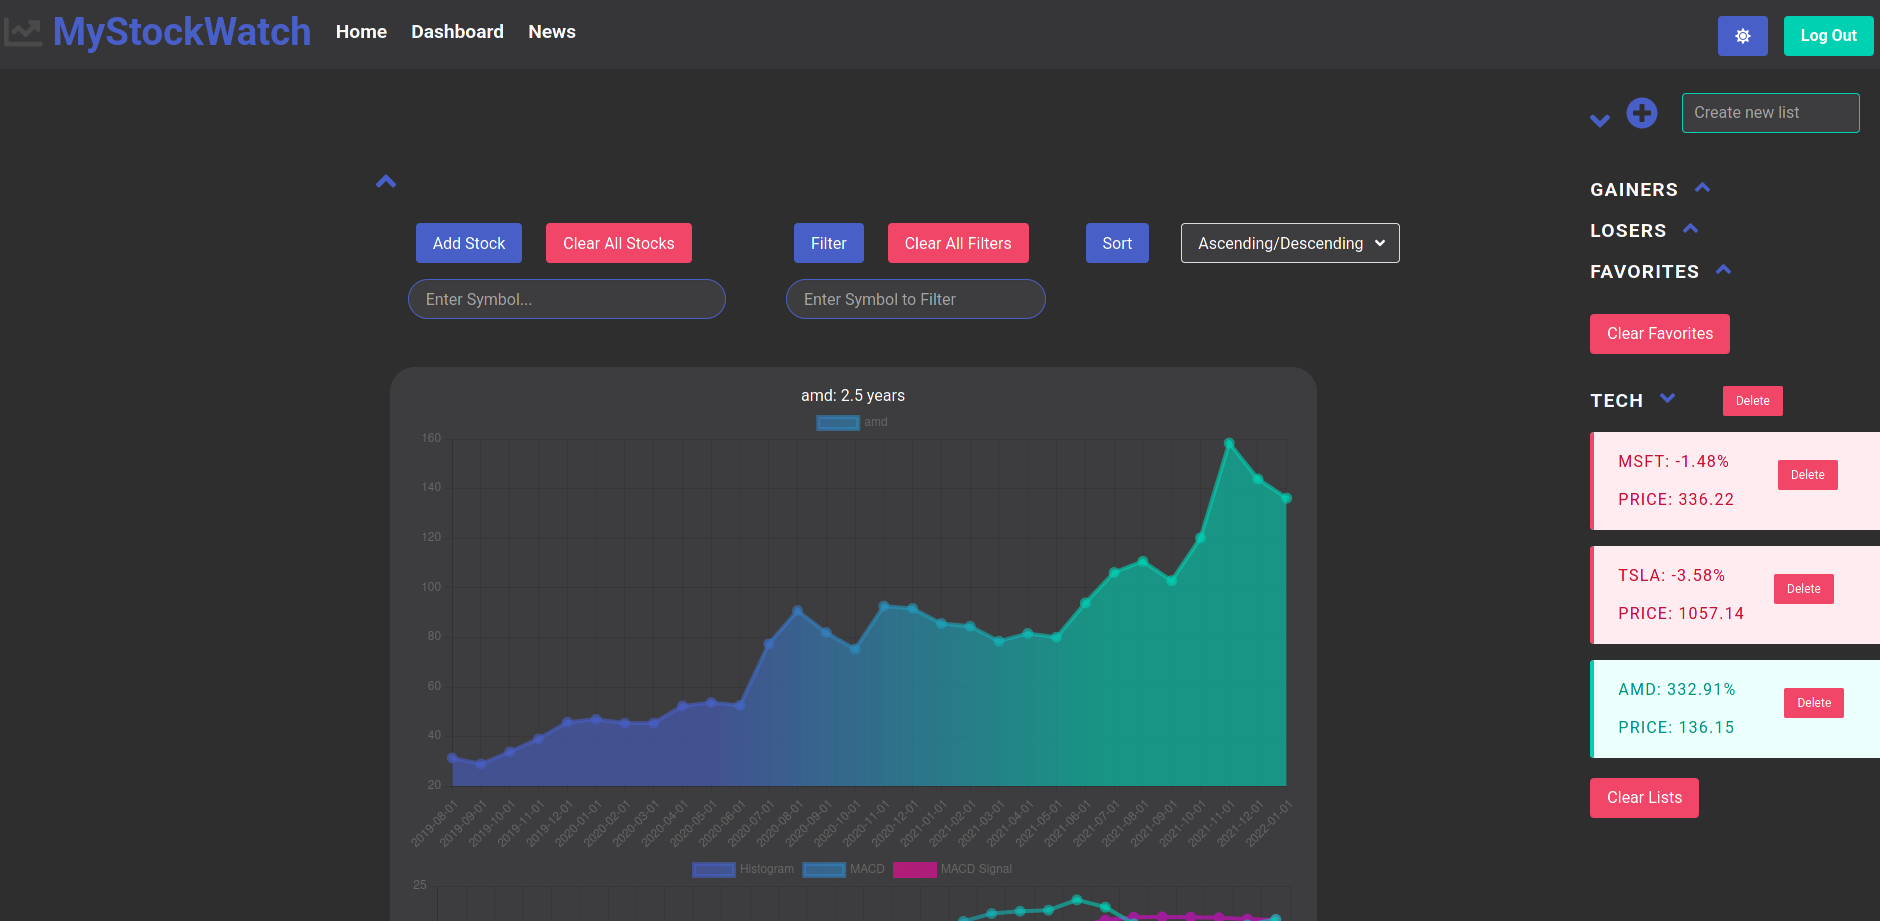 MyStockWatch Home Dashboard News Log Out
Create new list
Add Stock Clear All Stocks Filter Clear All Filters Sort Ascending/Descending
Enter Symbol... Enter Symbol to Filter
amd: 2.5 years
amd
160
140
120
100
80
60
40
20
2019-08-01 2019-09-01 2019-10-01 2019-11-01 2019-12-01 2020-01-01 2020-02-01 2020-03-01 2020-04-01 2020-05-01 2020-06-01 2020-07-01 2020-08-01 2020-09-01 2020-10-01 2020-11-01 2020-12-01 2021-01-01 2021-02-01 2021-03-01 2021-04-01 2021-05-01 2021-06-01 2021-07-01 2021-08-01 2021-09-01 2021-10-01 2021-11-01 2021-12-01 2022-01-01
Histogram MACD MACD Signal
25
GAINERS
LOSERS
FAVORITES
Clear Favorites
TECH Delete
MSFT: -1.48% Delete
PRICE: 336.22
TSLA: -3.58% Delete
PRICE: 1057.14
AMD: 332.91% Delete
PRICE: 136.15
Clear Lists